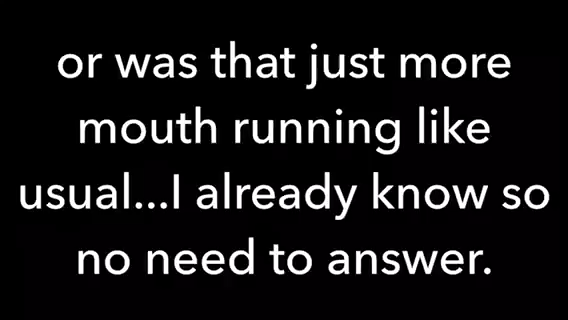 or was that just more
mouth running like
usual...I already know so
no need to answer.